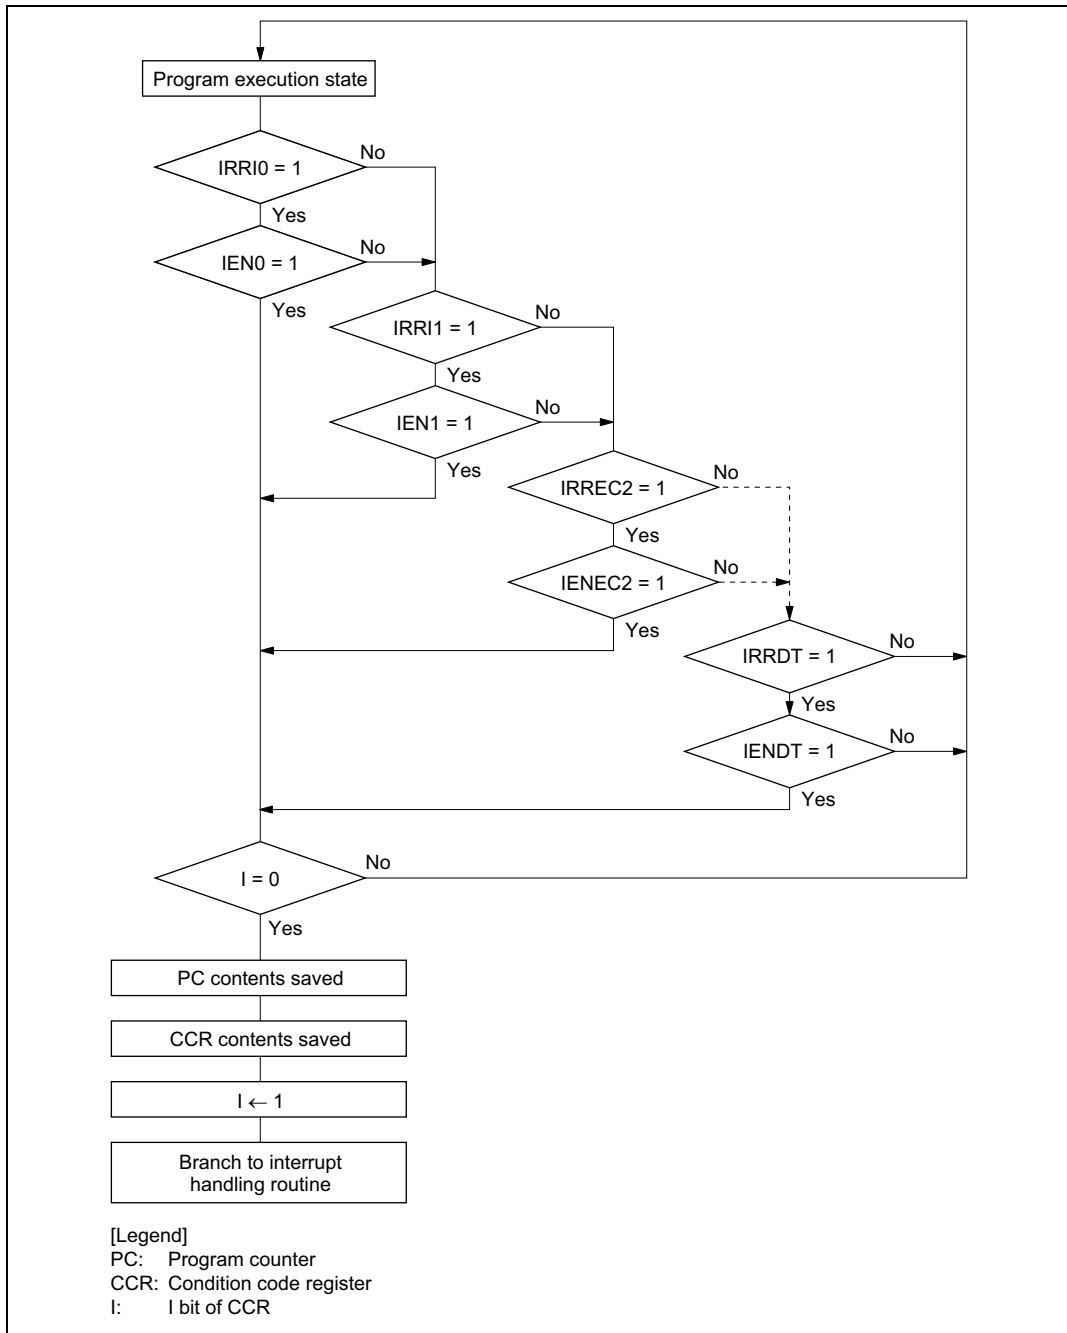 Program execution state
IRRI0 = 1
No
Yes
IEN0 = 1
No
Yes
IRRI1 = 1
No
Yes
IEN1 = 1
No
Yes
IRREC2 = 1
No
Yes
IENEC2 = 1
No
Yes
IRRDT = 1
No
Yes
IENDT = 1
No
Yes
I = 0
No
Yes
PC contents saved
CCR contents saved
I ← 1
Branch to interrupt
handling routine
[Legend]
PC: Program counter
CCR: Condition code register
I: I bit of CCR